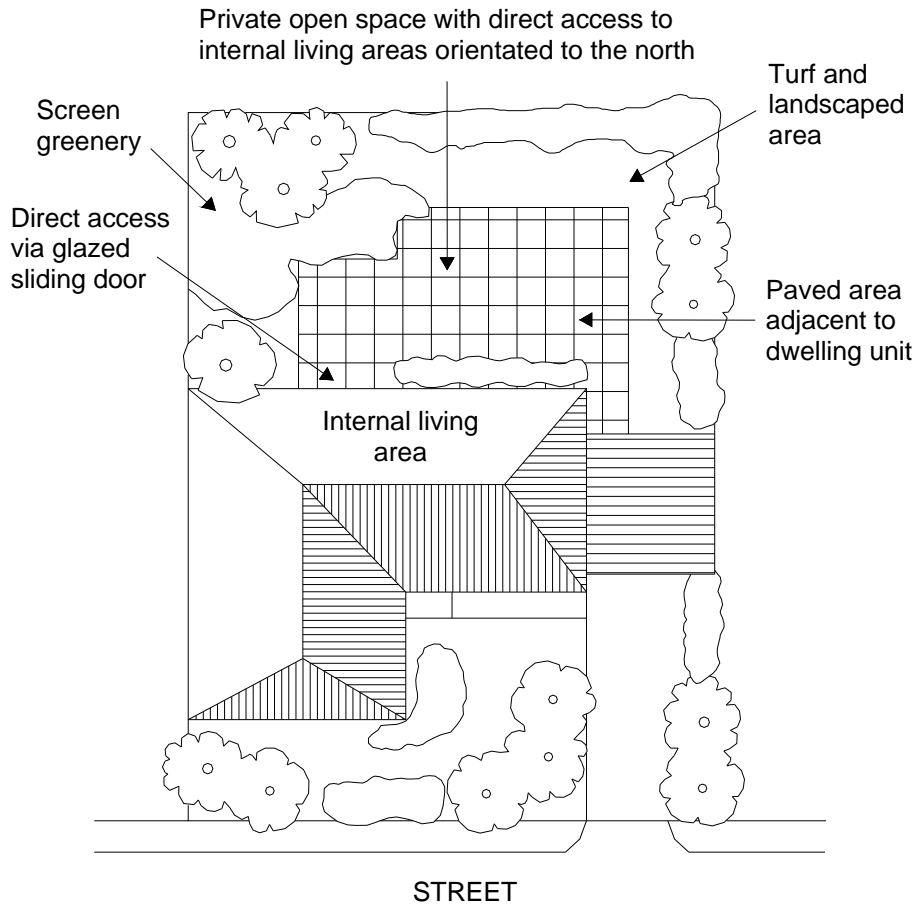 Private open space with direct access to
internal living areas orientated to the north
Turf and
landscaped
area
Screen
greenery
Direct access
via glazed
sliding door
Paved area
adjacent to
dwelling unit
Internal living
area
STREET